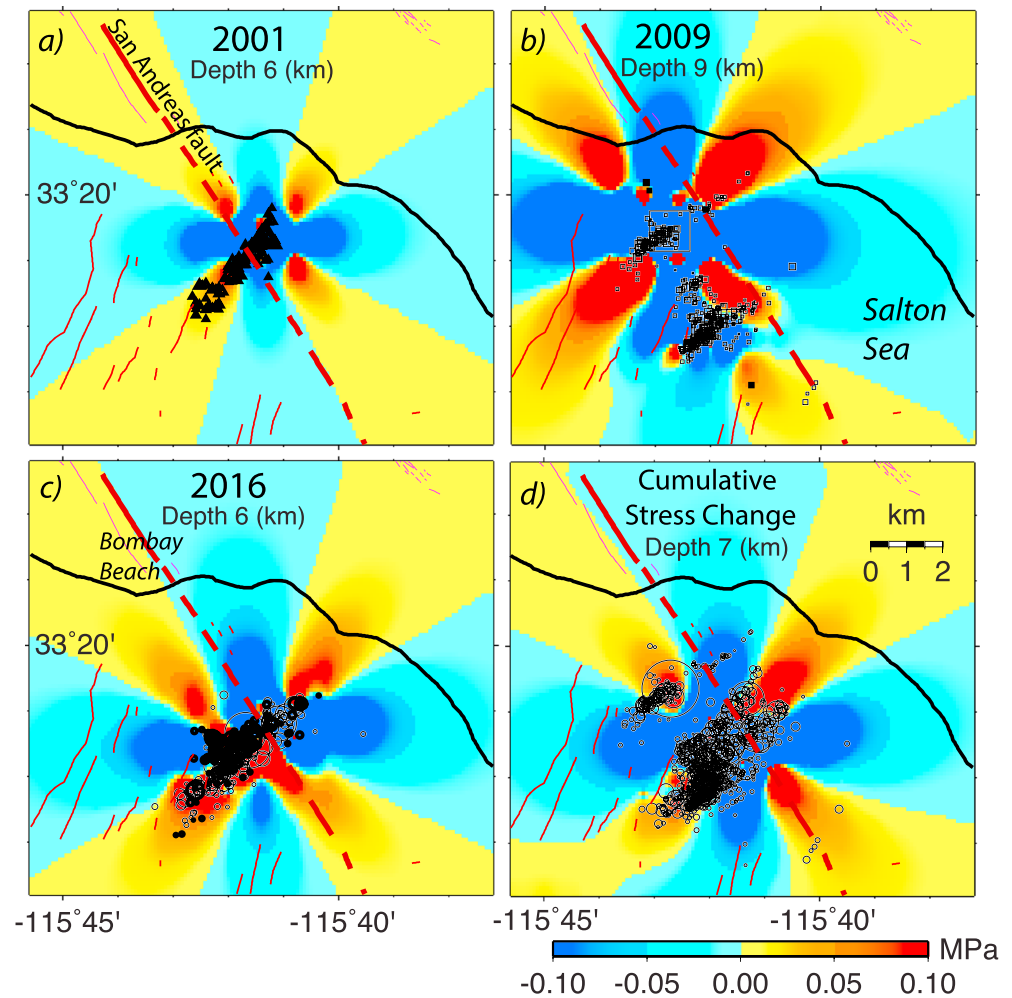 a)
2001
Depth 6 (km)
San Andreas fault
33°20'
b)
2009
Depth 9 (km)
Salton
Sea
c)
2016
Depth 6 (km)
Bombay
Beach
33°20'
-115°45'
-115°40'
d)
Cumulative
Stress Change
Depth 7 (km)
km
0 1 2
-115°45'
-115°40'
MPa
-0.10 -0.05 0.00 0.05 0.10